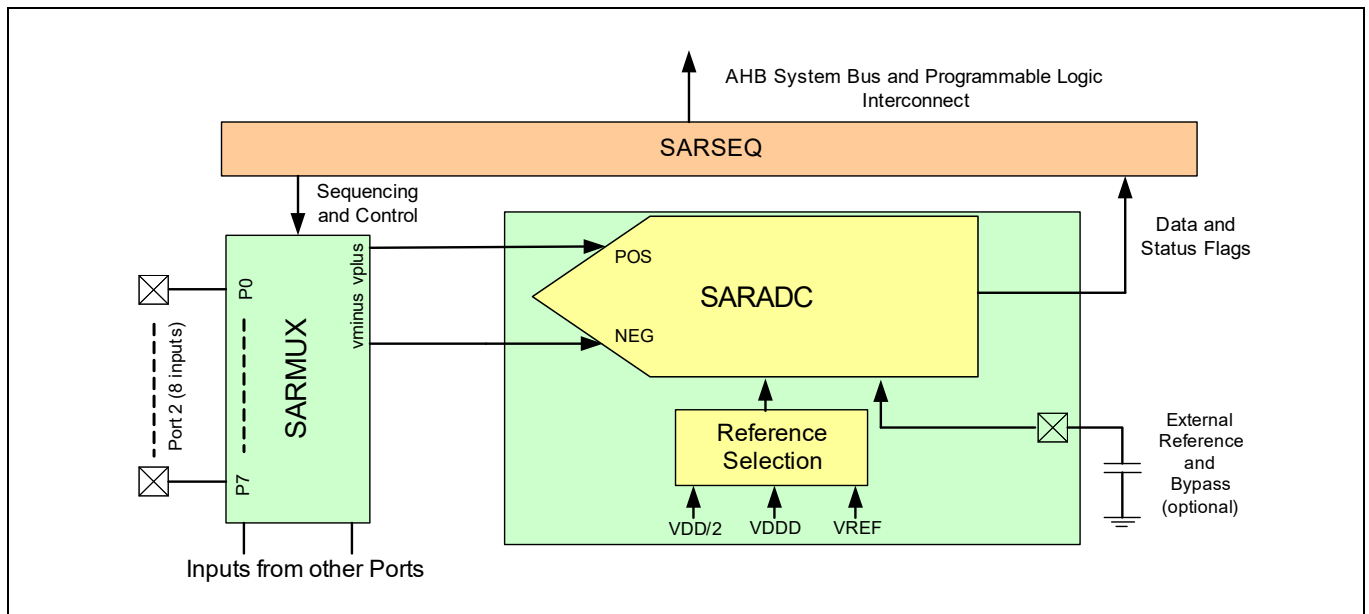 AHB System Bus and Programmable Logic
Interconnect
SARSEQ
Sequencing
and Control
Data and
Status Flags
vminus vplus
P0
SARMUX
P7
Port 2 (8 inputs)
POS
SARADC
NEG
Reference
Selection
VDD/2
VDDD
VREF
External
Reference
and
Bypass
(optional)
Inputs from other Ports